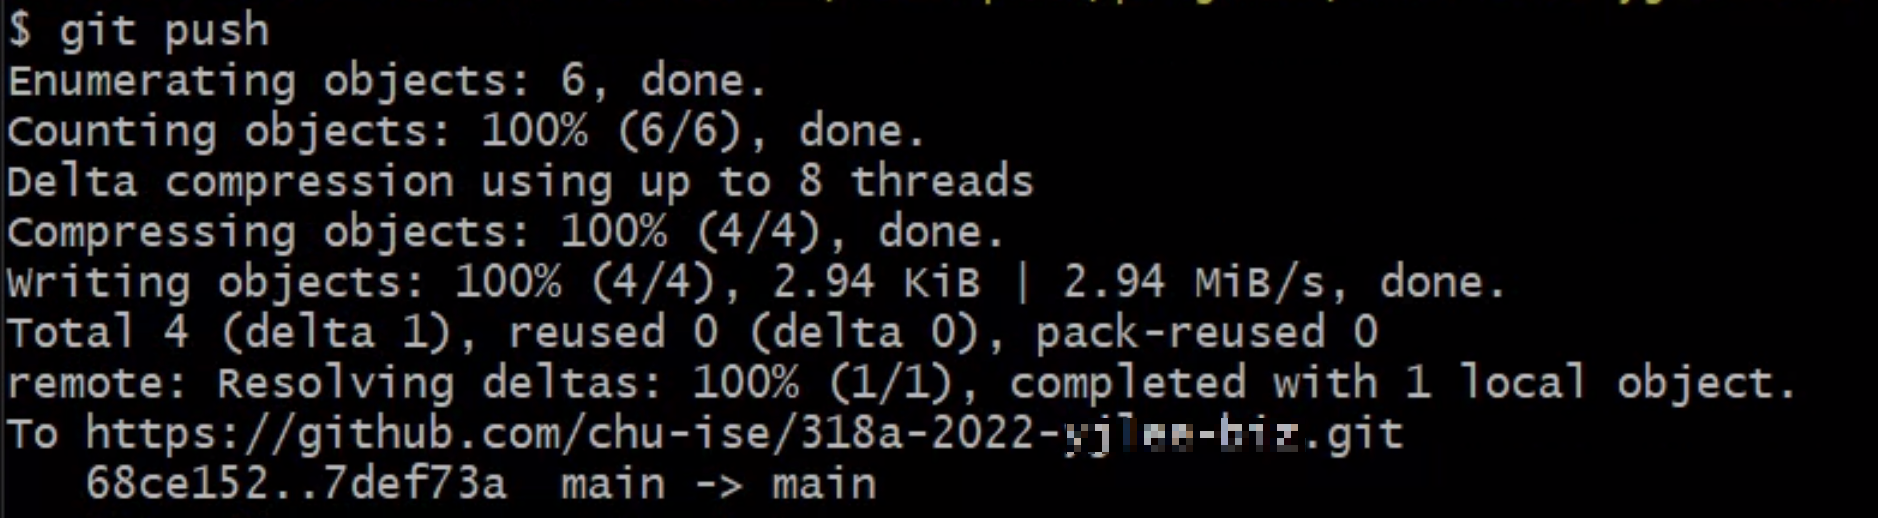 $ git push
Enumerating objects: 6, done.
Counting objects: 100% (6/6), done.
Delta compression using up to 8 threads
Compressing objects: 100% (4/4), done.
Writing objects: 100% (4/4), 2.94 KiB | 2.94 MiB/s, done.
Total 4 (delta 1), reused 0 (delta 0), pack-reused 0
remote: Resolving deltas: 100% (1/1), completed with 1 local object.
To https://github.com/chu-ise/318a-2022-.git
68ce152..7def73a main -> main